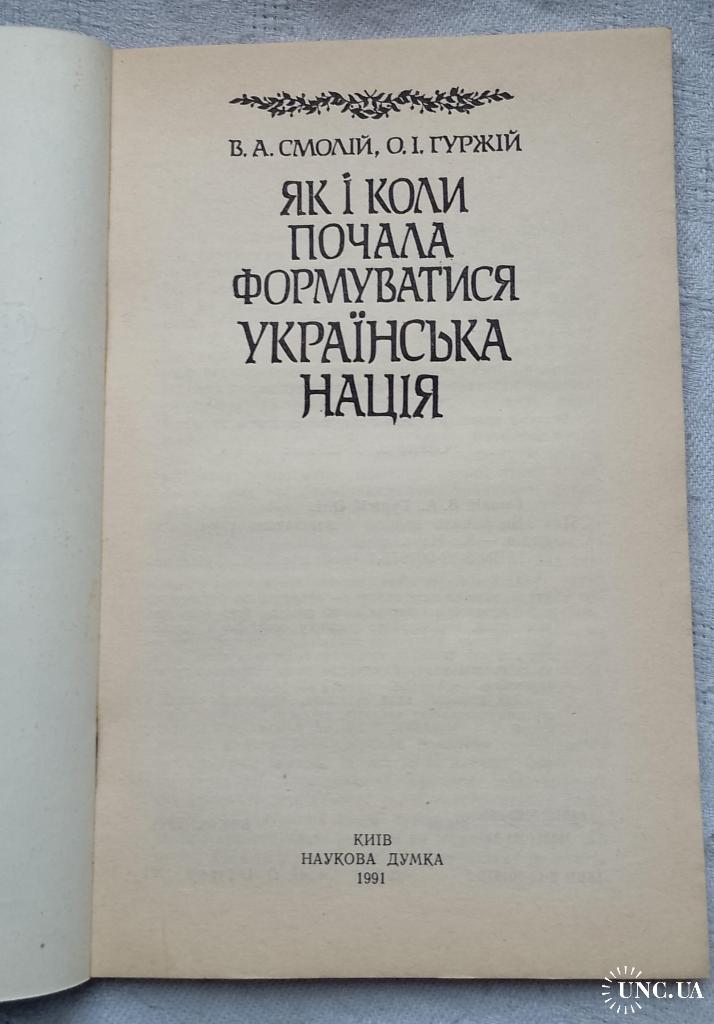 В. А. СМОЛІЙ, О. І. ГУРЖІЙ
ЯК І КОЛИ
ПОЧАЛА
ФОРМУВАТИСЯ
УКРАЇНСЬКА
НАЦІЯ
КИЇВ
НАУКОВА ДУМКА
1991
UNC.UA